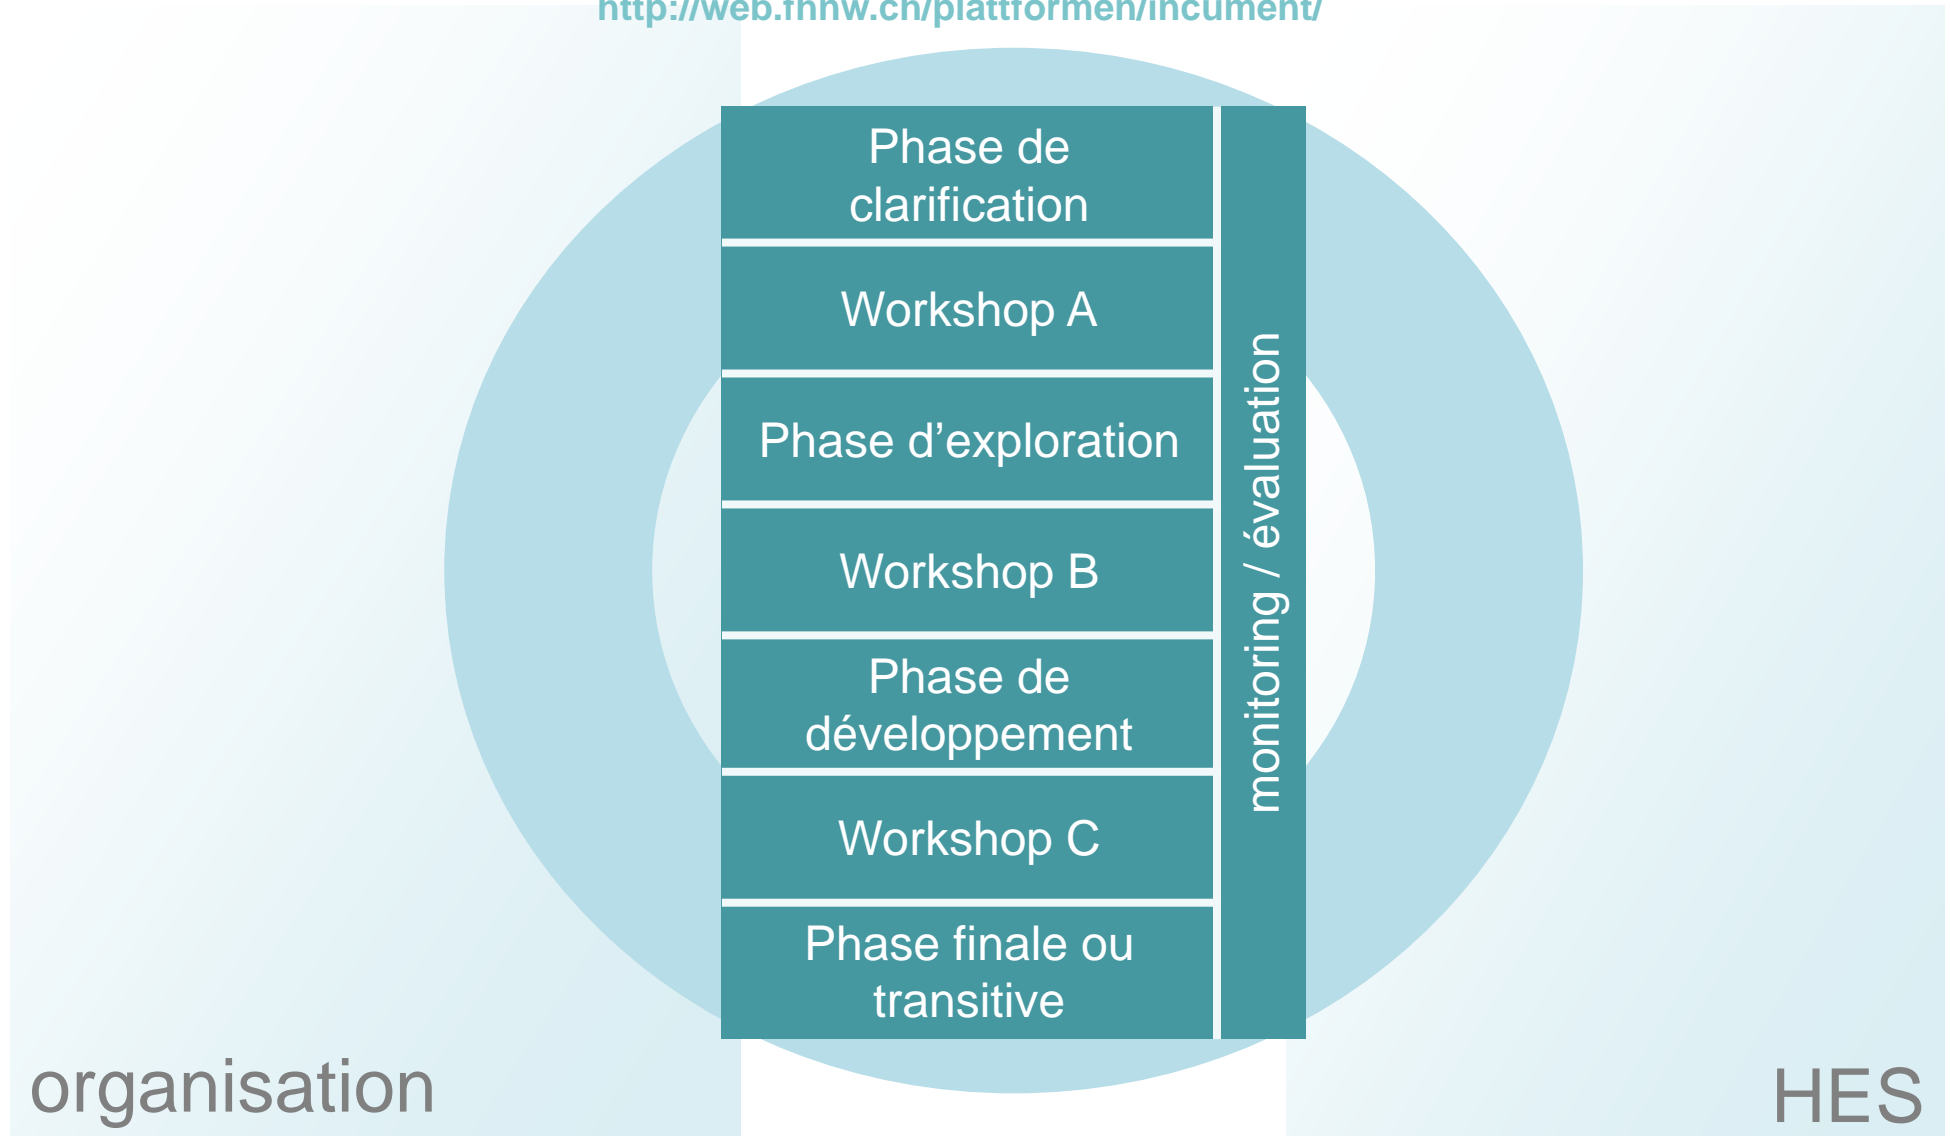 http://web.fhnw.ch/plattformen/incument/
Phase de
clarification
Workshop A
Phase d’exploration
Workshop B
Phase de
développement
Workshop C
Phase finale ou
transitive
monitoring / évaluation
organisation
HES